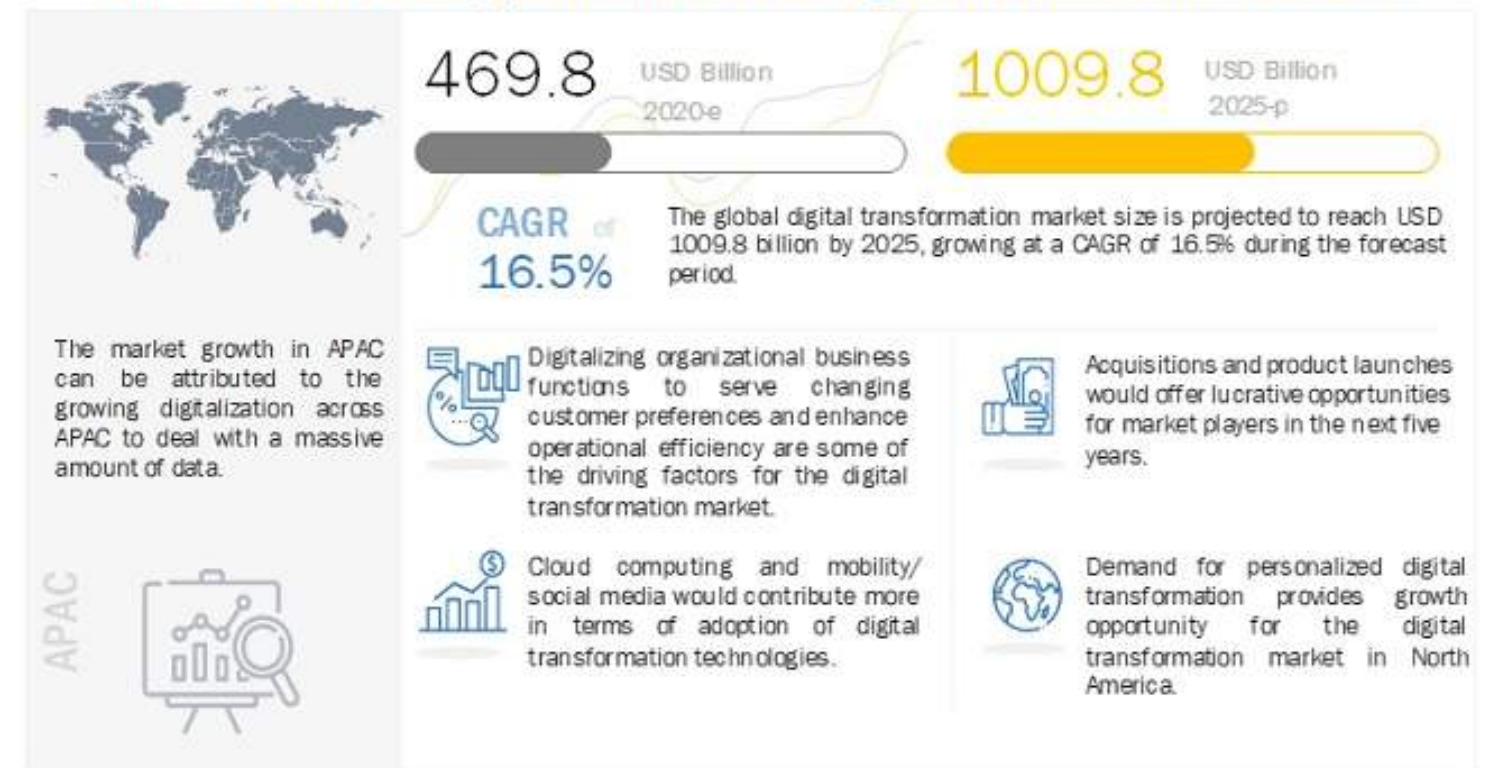 469.8
USD Billion
2020-e
1009.8
USD Billion
2025-p
CAGR of
16.5%
The global digital transformation market size is projected to reach USD
1009.8 billion by 2025, growing at a CAGR of 16.5% during the forecast
period.
The market growth in APAC
can be attributed to the
growing digitalization across
APAC to deal with a massive
amount of data.
APAC
Digitalizing organizational business
functions to serve changing
customer preferences and enhance
operational efficiency are some of
the driving factors for the digital
transformation market.
Acquisitions and product launches
would offer lucrative opportunities
for market players in the next five
years.
Cloud computing and mobility/
social media would contribute more
in terms of adoption of digital
transformation technologies.
Demand for personalized digital
transformation provides growth
opportunity for the digital
transformation market in North
America.